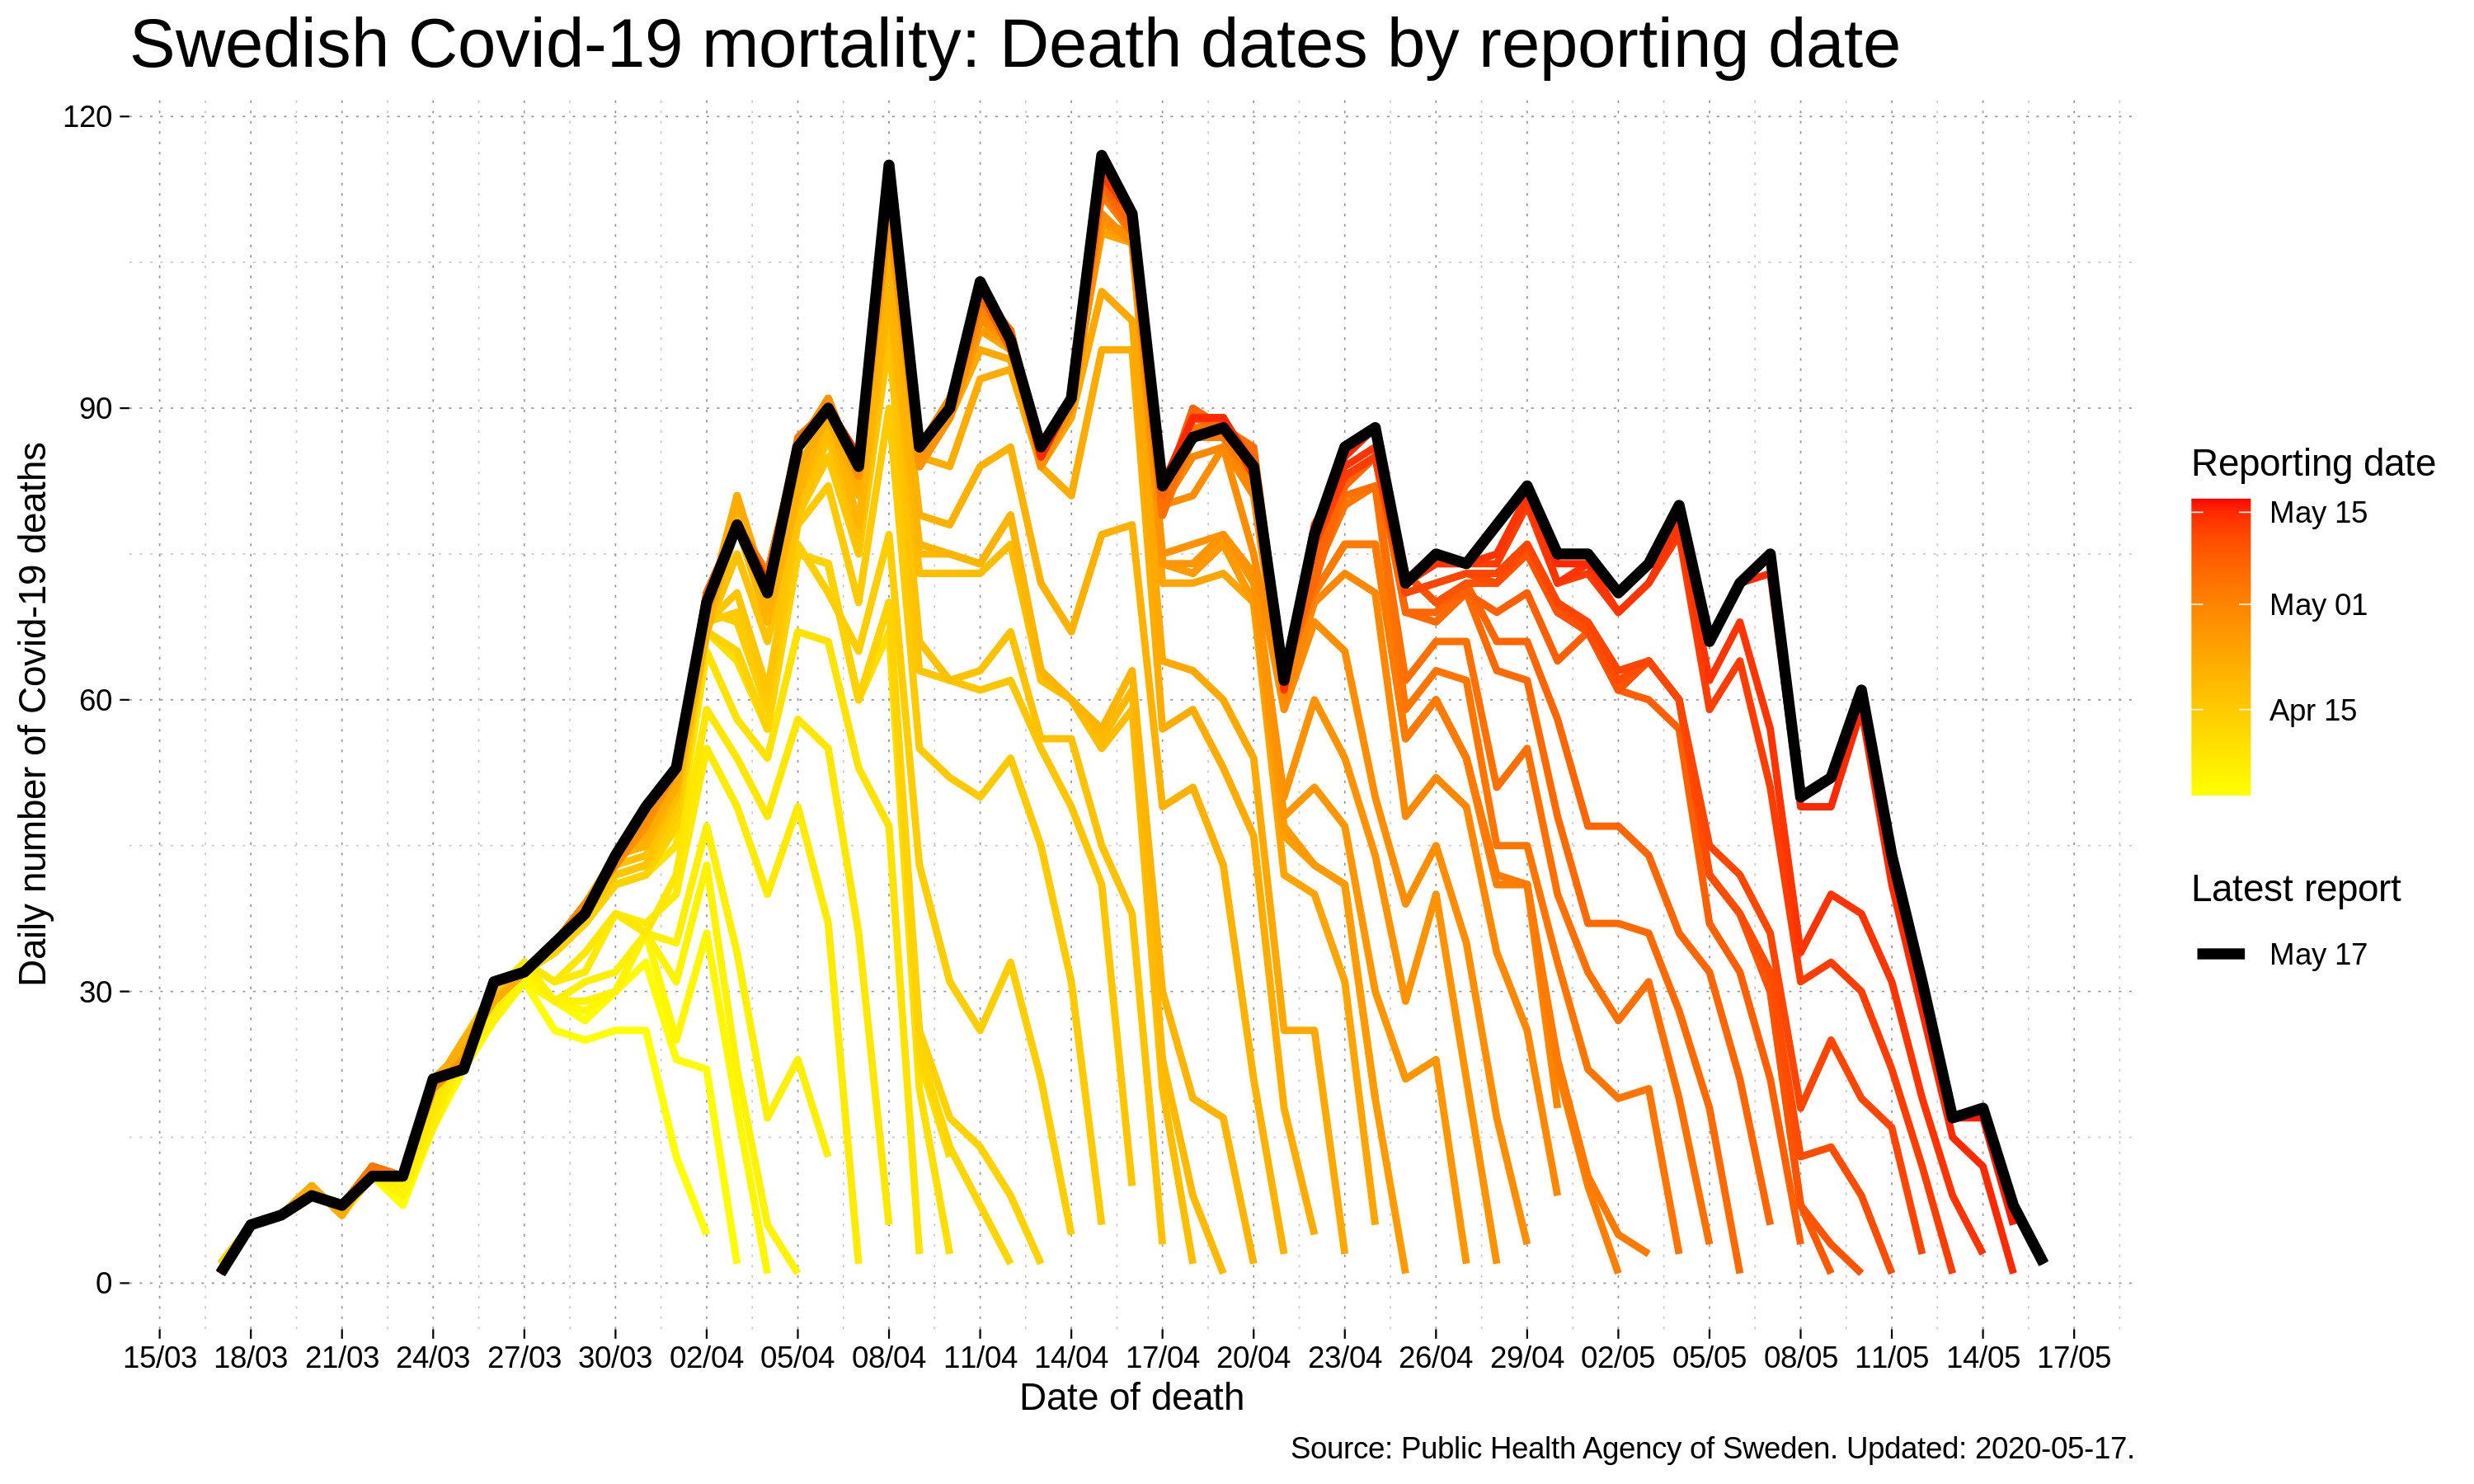 Swedish Covid-19 mortality: Death dates by reporting date
Daily number of Covid-19 deaths
120
90
60
30
0
15/03 18/03 21/03 24/03 27/03 30/03 02/04 05/04 08/04 11/04 14/04 17/04 20/04 23/04 26/04 29/04 02/05 05/05 08/05 11/05 14/05 17/05
Date of death
Reporting date
May 15
May 01
Apr 15
Latest report
May 17
Source: Public Health Agency of Sweden. Updated: 2020-05-17.